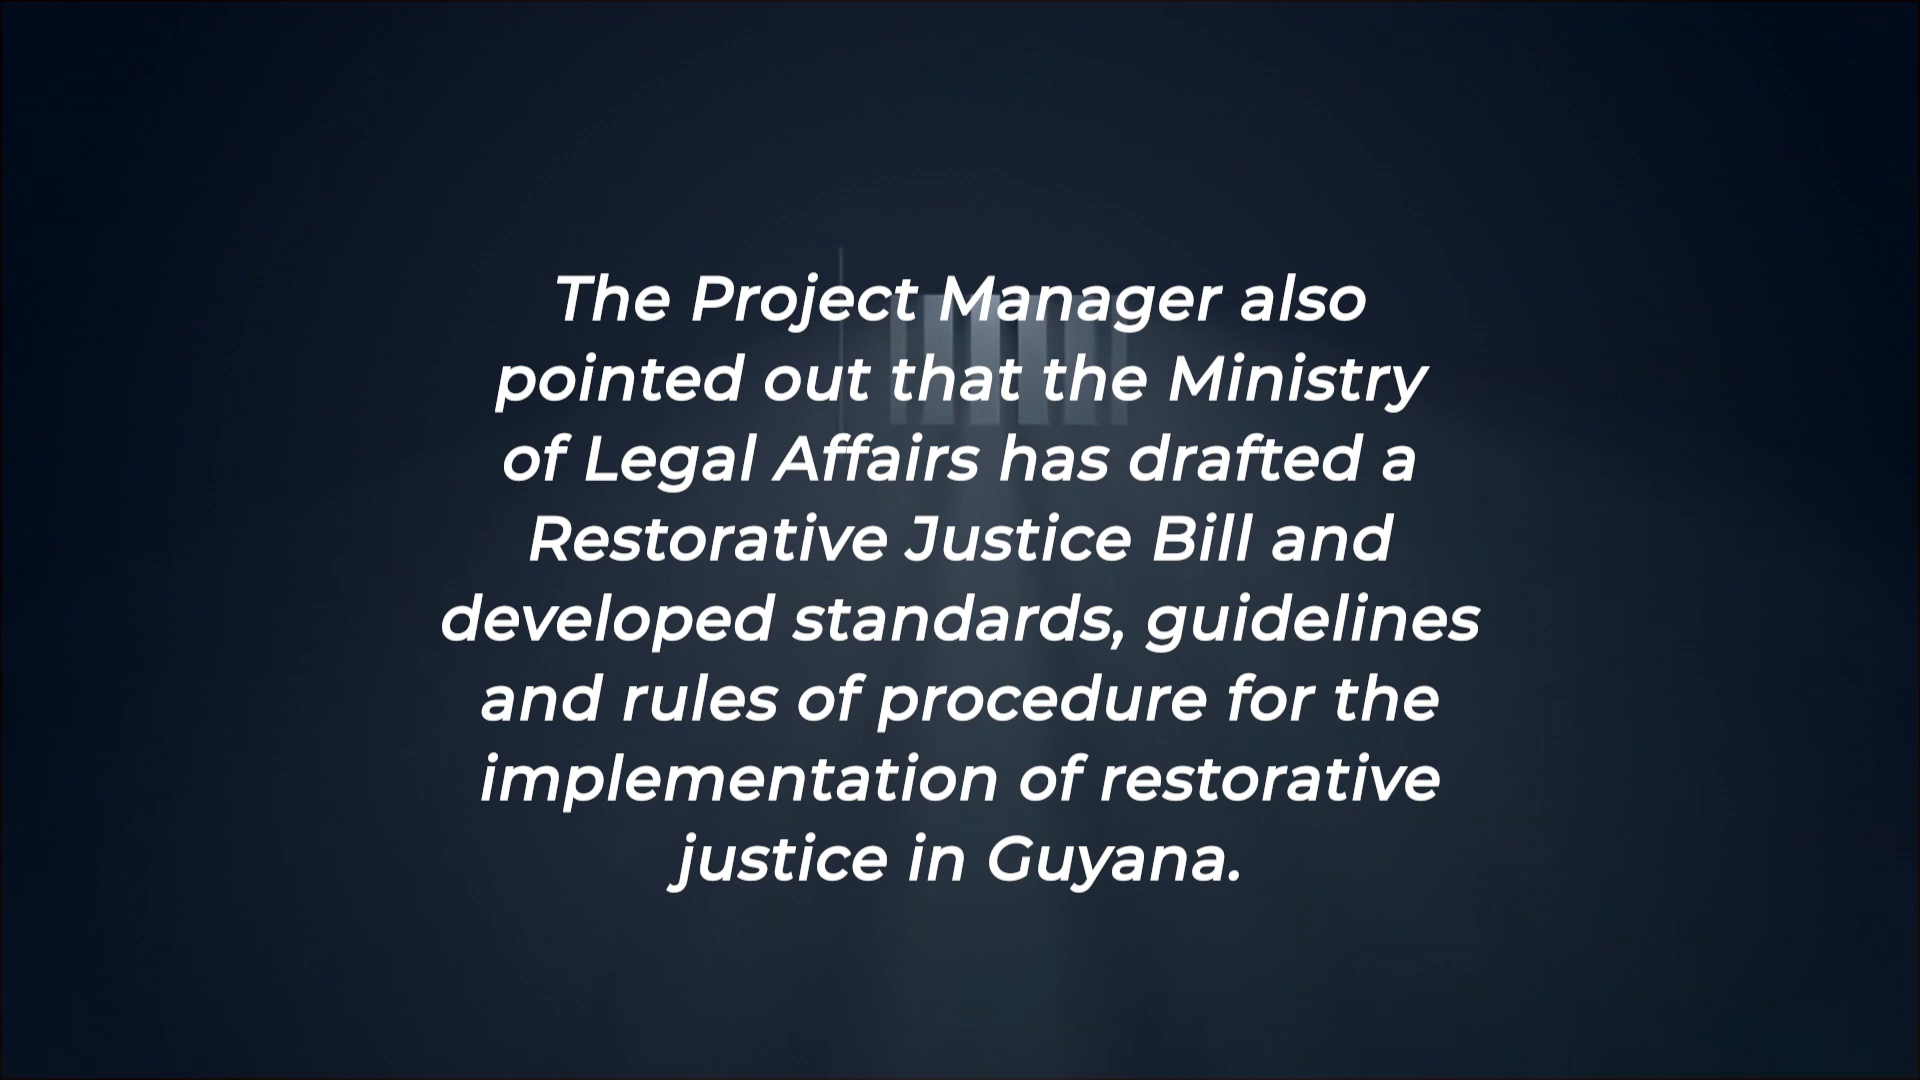 The Project Manager also
pointed out that the Ministry
of Legal Affairs has drafted a
Restorative Justice Bill and
developed standards, guidelines
and rules of procedure for the
implementation of restorative
justice in Guyana.